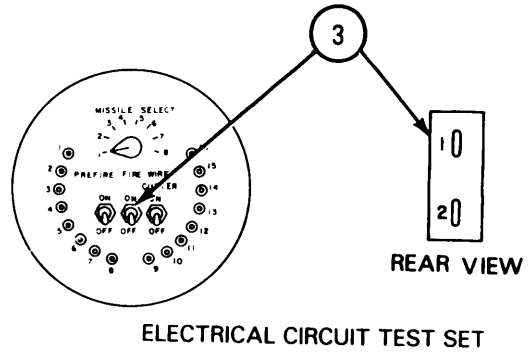 3
MISSILE SELECT
1 2 3 4 5 6 7 8
PREFIRE FIRE WIRE
CUTTER
ON ON ON
OFF OFF OFF
1
2
3
4
5
6
7
8
9
10
11
12
13
14
15
1
2
REAR VIEW
ELECTRICAL CIRCUIT TEST SET